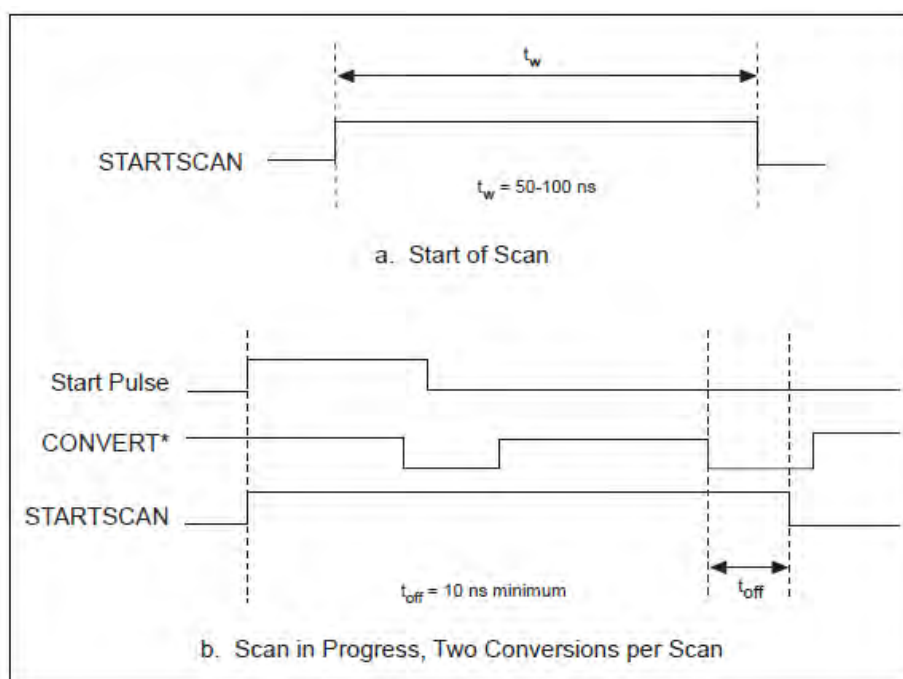 tw
STARTSCAN
tw = 50-100 ns
a. Start of Scan
Start Pulse
CONVERT*
STARTSCAN
toff = 10 ns minimum
toff
b. Scan in Progress, Two Conversions per Scan